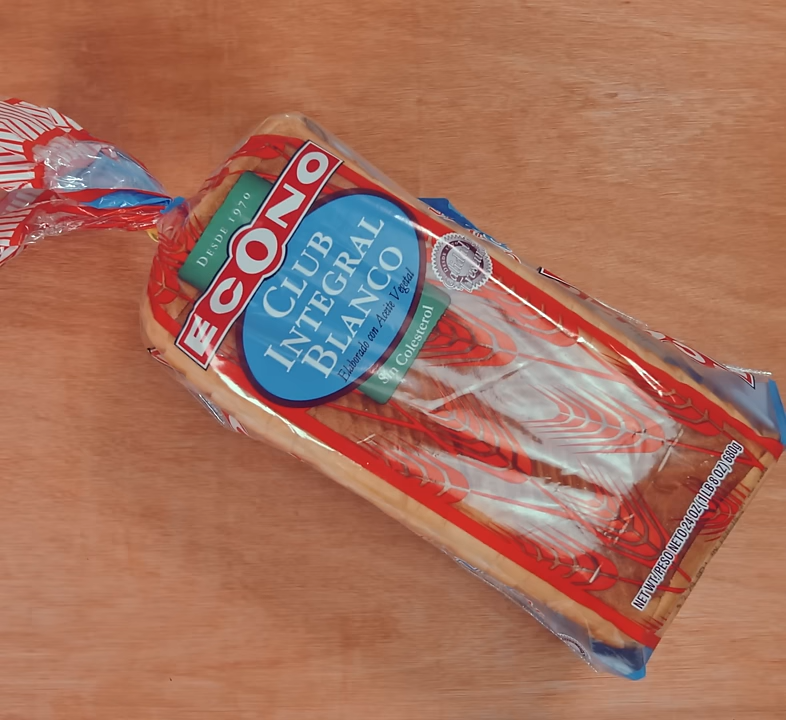 DESDE 1970
ECONO
CLUB
INTEGRAL
BLANCO
Elaborado con Aceite Vegetal
Sin Colesterol
NET WT./PESO NETO 24 OZ (1 LB 8 OZ) 680g